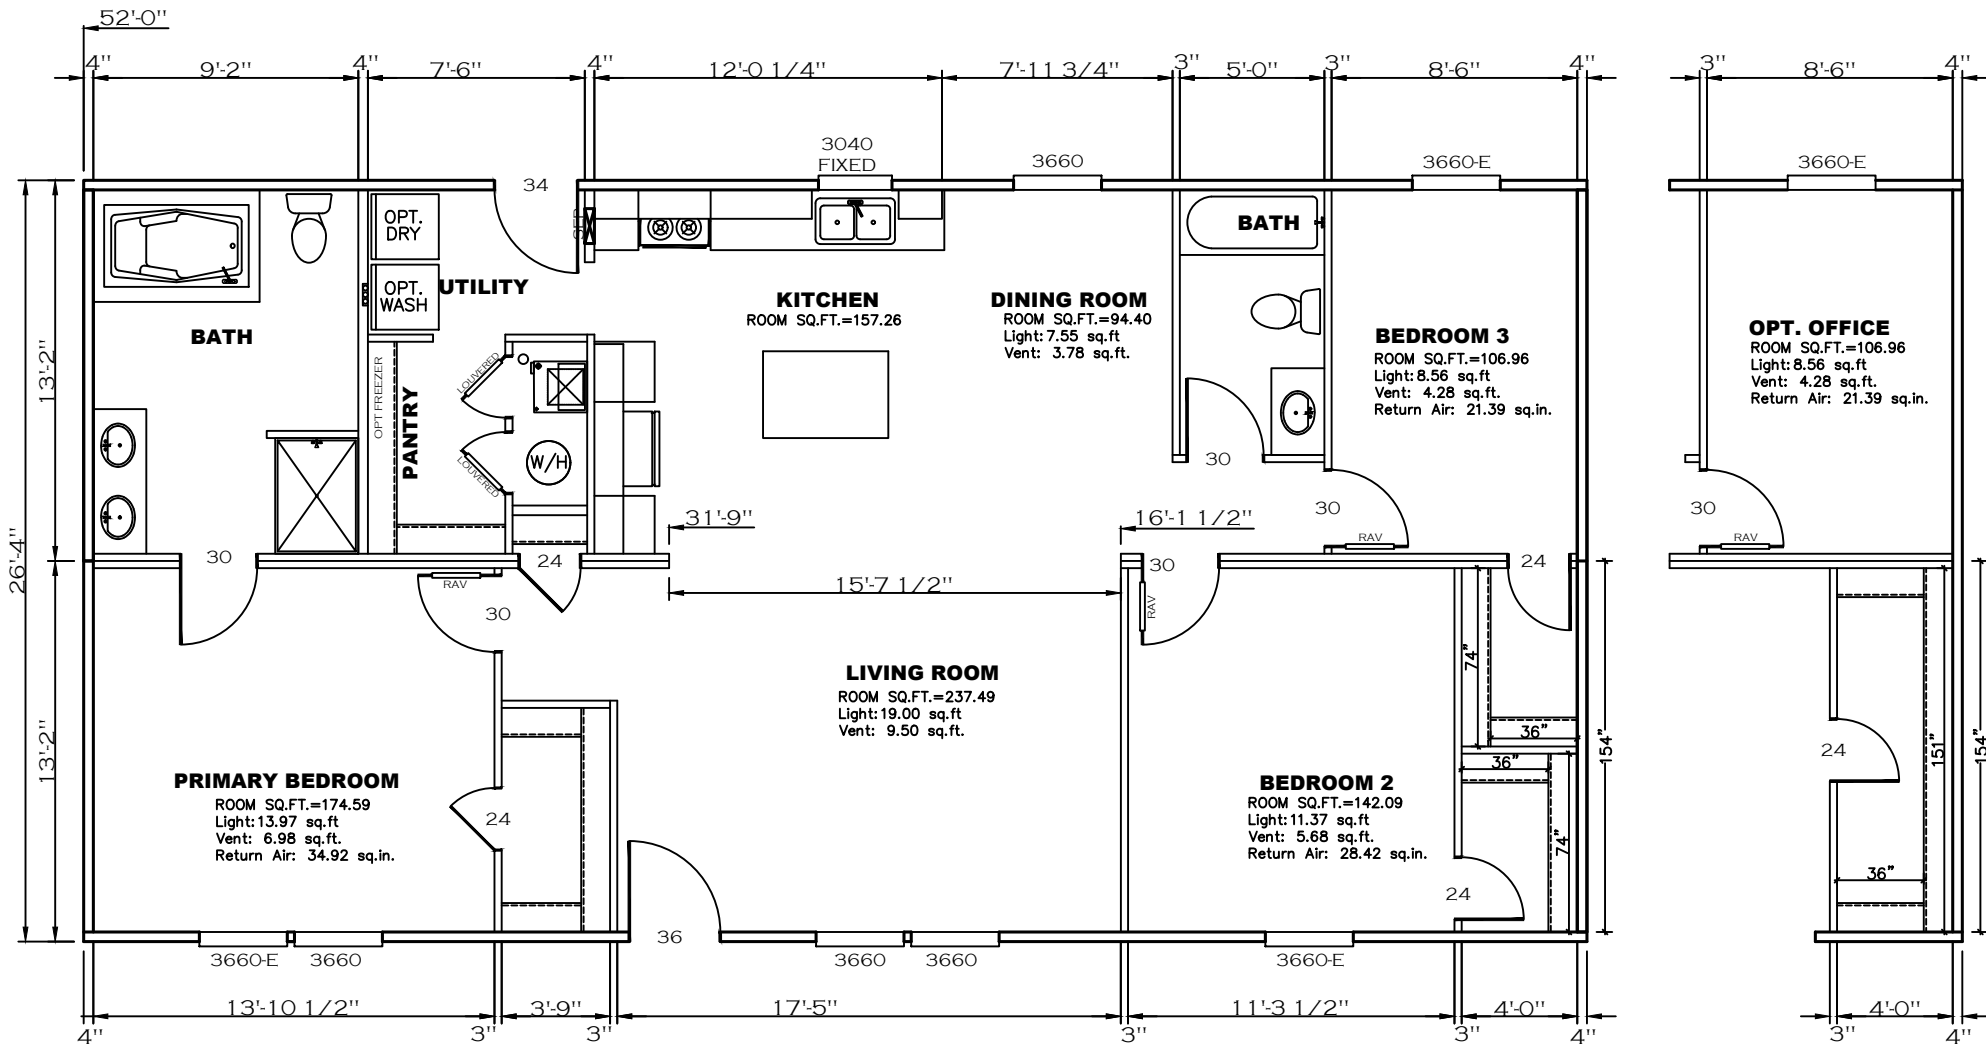 52'-0"
4" 9'-2" 4" 7'-6" 4" 12'-0 1/4" 7'-11 3/4" 3" 5'-0" 3" 8'-6" 4" 3" 8'-6" 4"
3040
FIXED
3660
3660-E
3660-E
34
OPT.
DRY
OPT.
WASH
UTILITY
BATH
BATH
KITCHEN
ROOM SQ.FT.=157.26
DINING ROOM
ROOM SQ.FT.=94.40
Light: 7.55 sq.ft
Vent: 3.78 sq.ft.
BEDROOM 3
ROOM SQ.FT.=106.96
Light: 8.56 sq.ft
Vent: 4.28 sq.ft.
Return Air: 21.39 sq.in.
OPT. OFFICE
ROOM SQ.FT.=106.96
Light: 8.56 sq.ft
Vent: 4.28 sq.ft.
Return Air: 21.39 sq.in.
13'-2"
26'-4"
13'-2"
OPT FREEZER
PANTRY
LOUVERED
LOUVERED
W/H
30
30
30
31'-9"
16'-1 1/2"
RAV
RAV
30
24
30
24
RAV
30
RAV
15'-7 1/2"
LIVING ROOM
ROOM SQ.FT.=237.49
Light: 19.00 sq.ft
Vent: 9.50 sq.ft.
PRIMARY BEDROOM
ROOM SQ.FT.=174.59
Light: 13.97 sq.ft
Vent: 6.98 sq.ft.
Return Air: 34.92 sq.in.
24
BEDROOM 2
ROOM SQ.FT.=142.09
Light: 11.37 sq.ft
Vent: 5.68 sq.ft.
Return Air: 28.42 sq.in.
74"
36"
36"
74"
154"
24
24
151"
154"
36"
36
3660-E 3660
3660 3660
3660-E
13'-10 1/2" 3'-9" 17'-5" 11'-3 1/2" 4'-0" 4'-0"
4" 3" 3" 3" 3" 4" 3" 4"